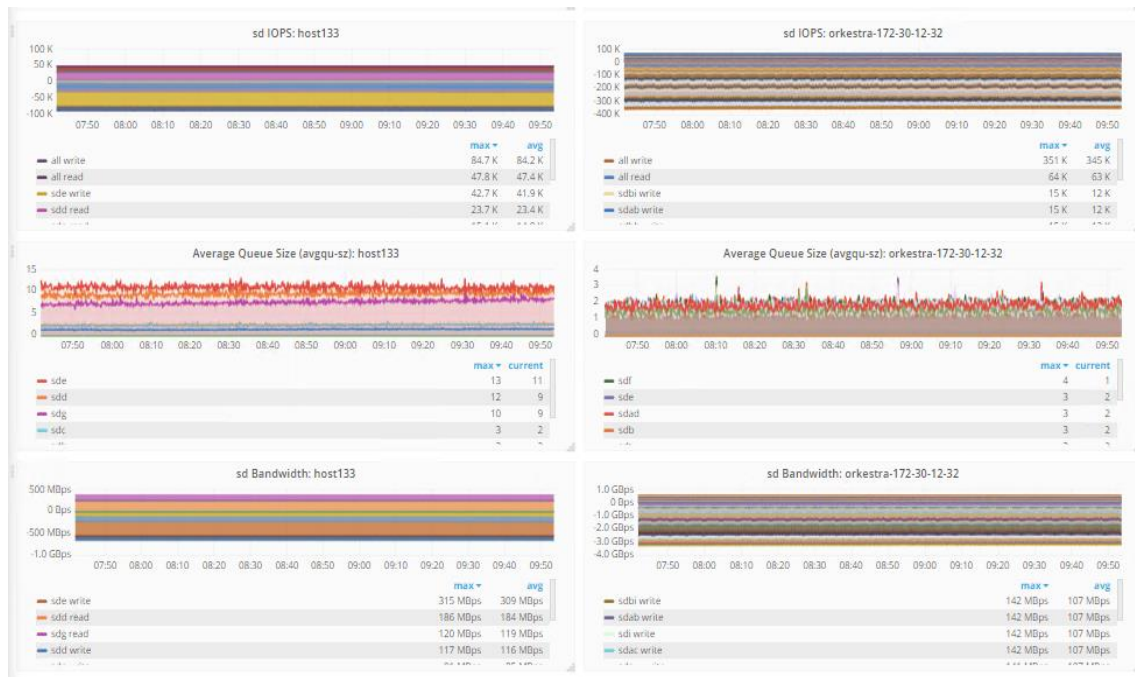 sd IOPS: host133
100 K
50 K
0
-50 K
-100 K
07:50 08:00 08:10 08:20 08:30 08:40 08:50 09:00 09:10 09:20 09:30 09:40 09:50
max avg
all write 84.7 K 84.2 K
all read 47.8 K 47.4 K
sde write 42.7 K 41.9 K
sdd read 23.7 K 23.4 K
sd IOPS: orkestra-172-30-12-32
100 K
0
-100 K
-200 K
-300 K
-400 K
07:50 08:00 08:10 08:20 08:30 08:40 08:50 09:00 09:10 09:20 09:30 09:40 09:50
max avg
all write 351 K 345 K
all read 64 K 63 K
sdbi write 15 K 12 K
sdab write 15 K 12 K
Average Queue Size (avgqu-sz): host133
15
10
5
0
07:50 08:00 08:10 08:20 08:30 08:40 08:50 09:00 09:10 09:20 09:30 09:40 09:50
max current
sde 13 11
sdd 12 9
sdg 10 9
sdc 3 2
Average Queue Size (avgqu-sz): orkestra-172-30-12-32
4
3
2
1
0
07:50 08:00 08:10 08:20 08:30 08:40 08:50 09:00 09:10 09:20 09:30 09:40 09:50
max current
sdf 4 1
sde 3 2
sdad 3 2
sdb 3 2
sd Bandwidth: host133
500 MBps
0 Bps
-500 MBps
-1.0 GBps
07:50 08:00 08:10 08:20 08:30 08:40 08:50 09:00 09:10 09:20 09:30 09:40 09:50
max avg
sde write 315 MBps 309 MBps
sdd read 186 MBps 184 MBps
sdg read 120 MBps 119 MBps
sdd write 117 MBps 116 MBps
sd Bandwidth: orkestra-172-30-12-32
1.0 GBps
0 Bps
-1.0 GBps
-2.0 GBps
-3.0 GBps
-4.0 GBps
07:50 08:00 08:10 08:20 08:30 08:40 08:50 09:00 09:10 09:20 09:30 09:40 09:50
max avg
sdbi write 142 MBps 107 MBps
sdab write 142 MBps 107 MBps
sdi write 142 MBps 107 MBps
sdac write 142 MBps 107 MBps